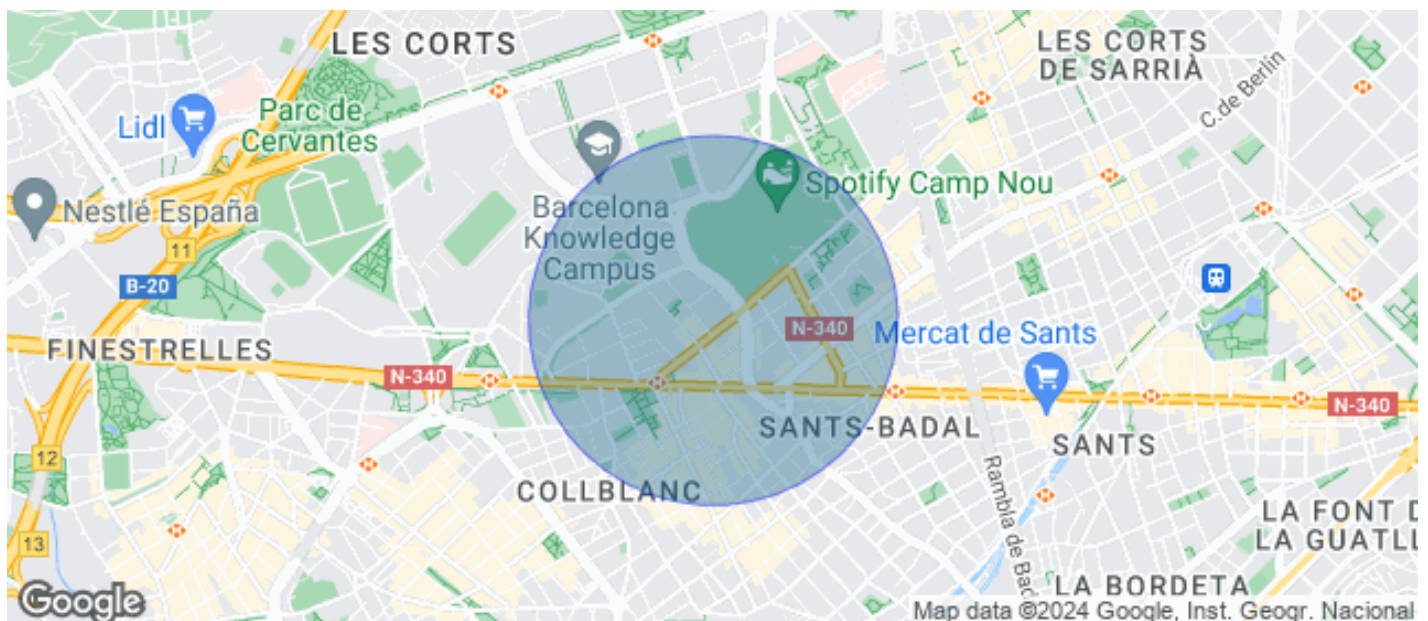 LES CORTS
LES CORTS
DE SARRIÀ
C. de Berlín
Lidl
Parc de
Cervantes
Spotify Camp Nou
Nestlé España
Barcelona
Knowledge
Campus
11
B-20
N-340
Mercat de Sants
FINESTRELLES
N-340
N-340
SANTS-BADAL
SANTS
12
COLLBLANC
Rambla de Bad
LA FONT D
LA GUATLL
13
LA BORDETA
Google
Map data ©2024 Google, Inst. Geogr. Nacional